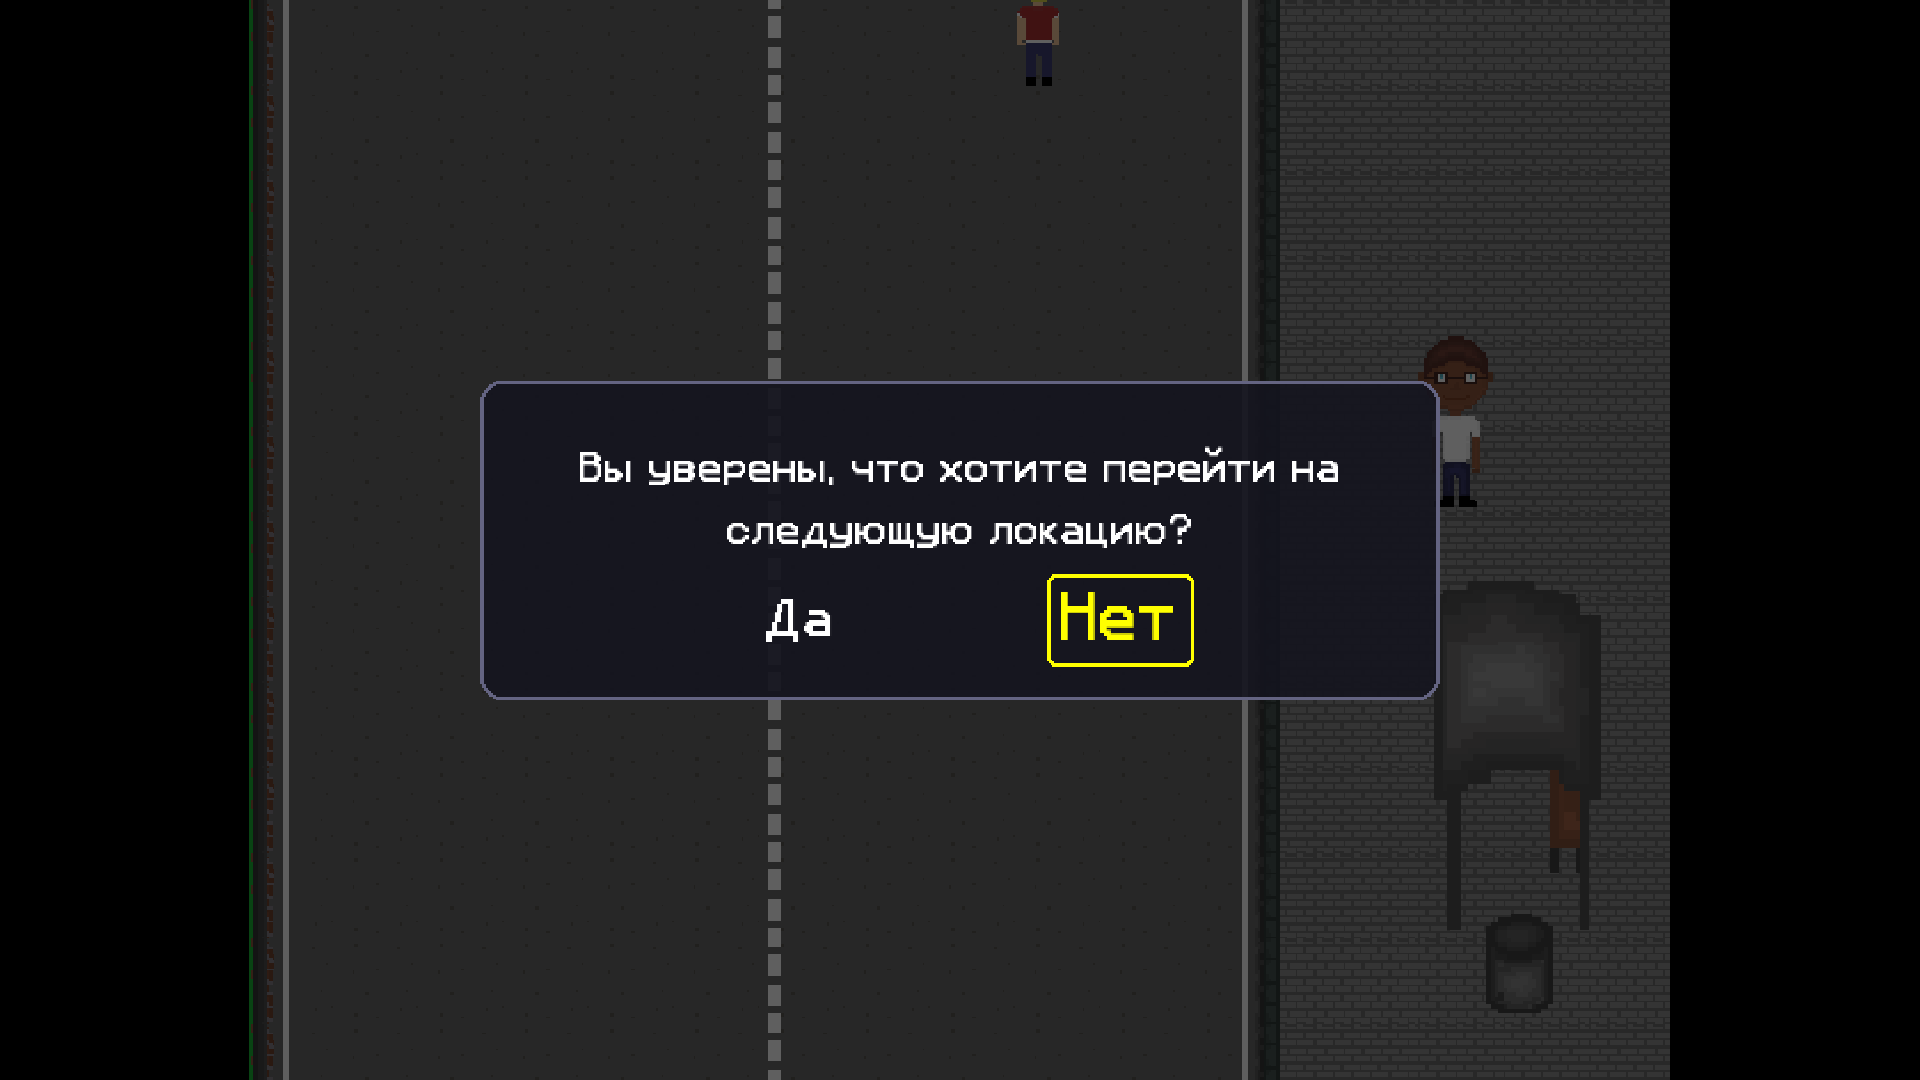 Вы уверены, что хотите перейти на
следующую локацию?
Да Нет